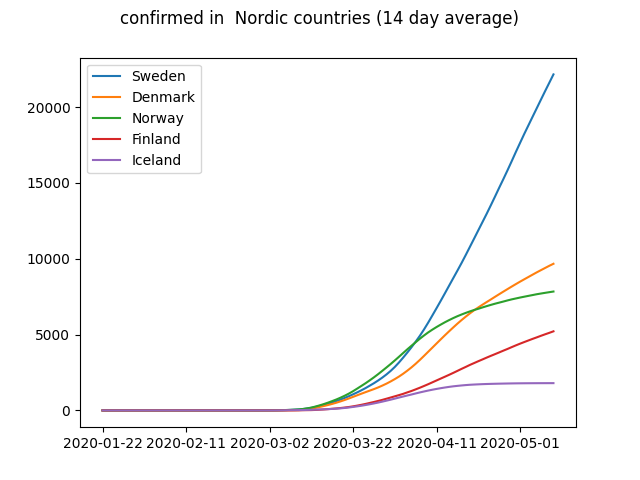 confirmed in  Nordic countries (14 day average)
Sweden
Denmark
Norway
Finland
Iceland
20000
15000
10000
5000
0
2020-01-22 2020-02-11 2020-03-02 2020-03-22 2020-04-11 2020-05-01